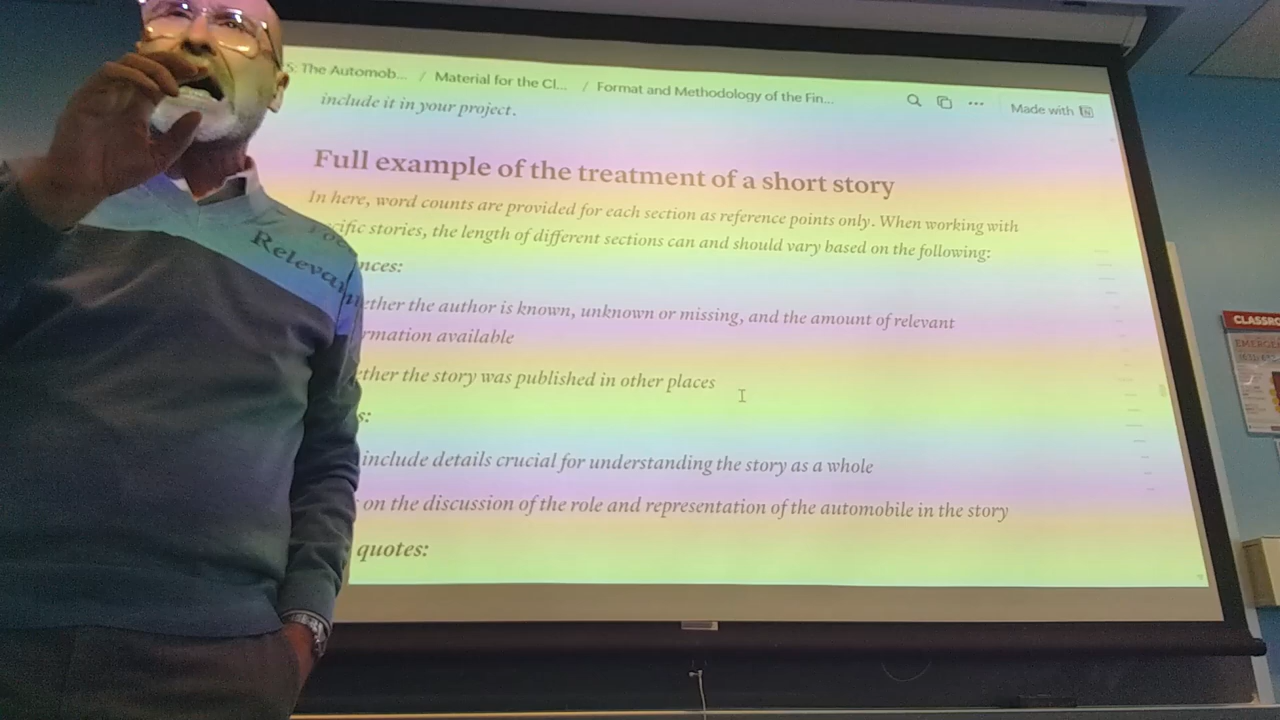 S: The Automob... / Material for the Cl... / Format and Methodology of the Fin...
Made with
include it in your project.
Full example of the treatment of a short story
In here, word counts are provided for each section as reference points only. When working with
cific stories, the length of different sections can and should vary based on the following:
Relevan
nces:
ether the author is known, unknown or missing, and the amount of relevant
rmation available
ether the story was published in other places
s:
include details crucial for understanding the story as a whole
on the discussion of the role and representation of the automobile in the story
quotes:
CLASSRO
EMERGE